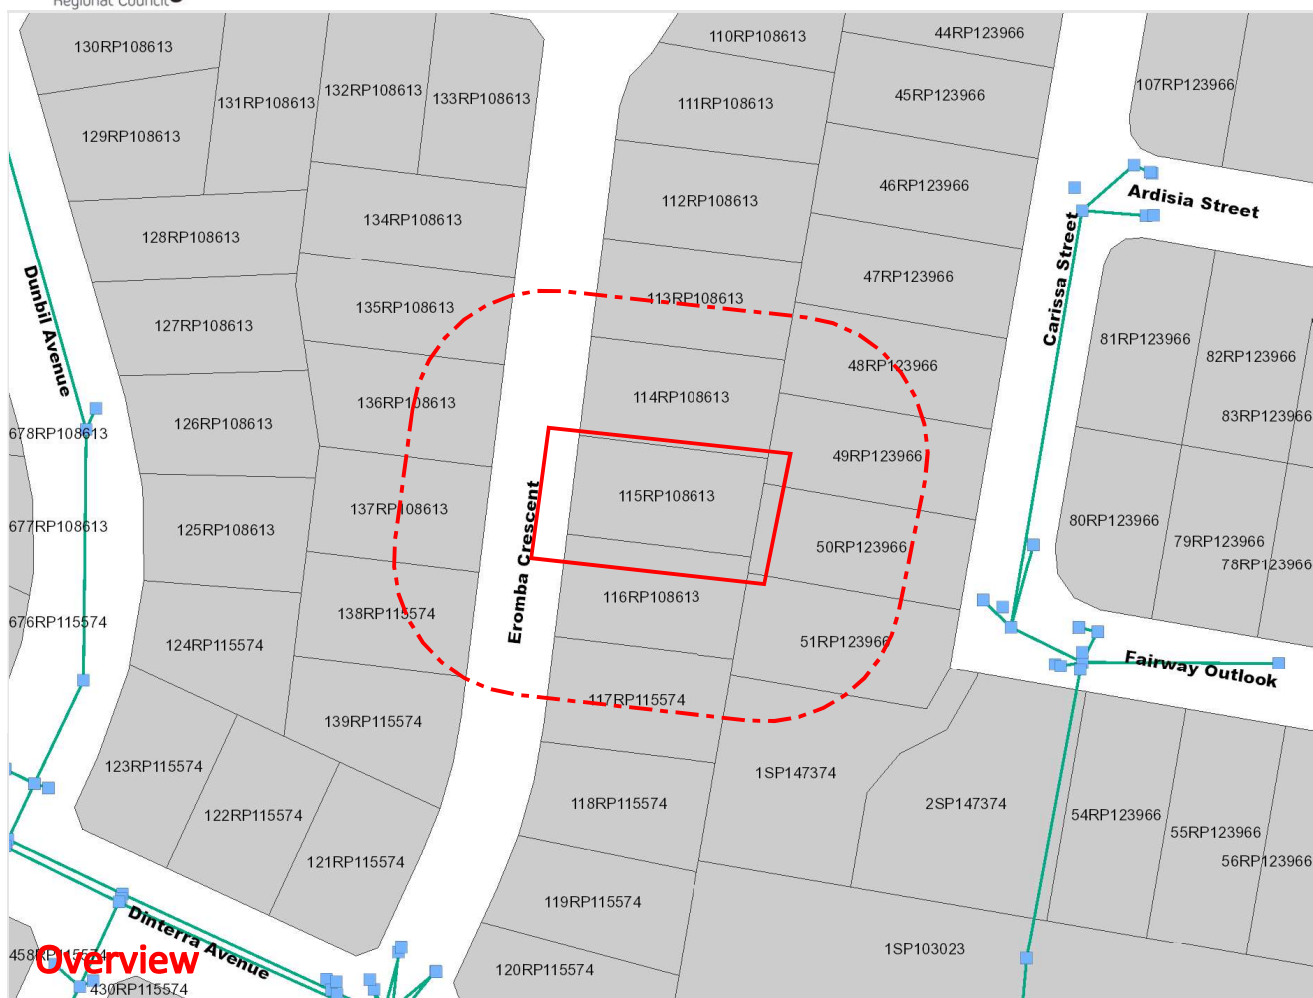 Regional Council
130RP108613
110RP108613
44RP123966
131RP108613
132RP108613
133RP108613
111RP108613
45RP123966
107RP123966
129RP108613
46RP123966
Ardisia Street
128RP108613
134RP108613
112RP108613
Carissa Street
47RP123966
Dunbil Avenue
127RP108613
135RP108613
113RP108613
81RP123966
82RP123966
48RP123966
136RP108613
114RP108613
83RP123966
678RP108613
126RP108613
49RP123966
115RP108613
137RP108613
677RP108613
125RP108613
80RP123966
79RP123966
50RP123966
78RP123966
Eromba Crescent
116RP108613
138RP115574
676RP115574
124RP115574
51RP123966
Fairway Outlook
117RP115574
139RP115574
123RP115574
1SP147374
118RP115574
2SP147374
122RP115574
54RP123966
55RP123966
121RP115574
56RP123966
119RP115574
Dinterra Avenue
1SP103023
458RP115574
Overview
120RP115574
430RP115574